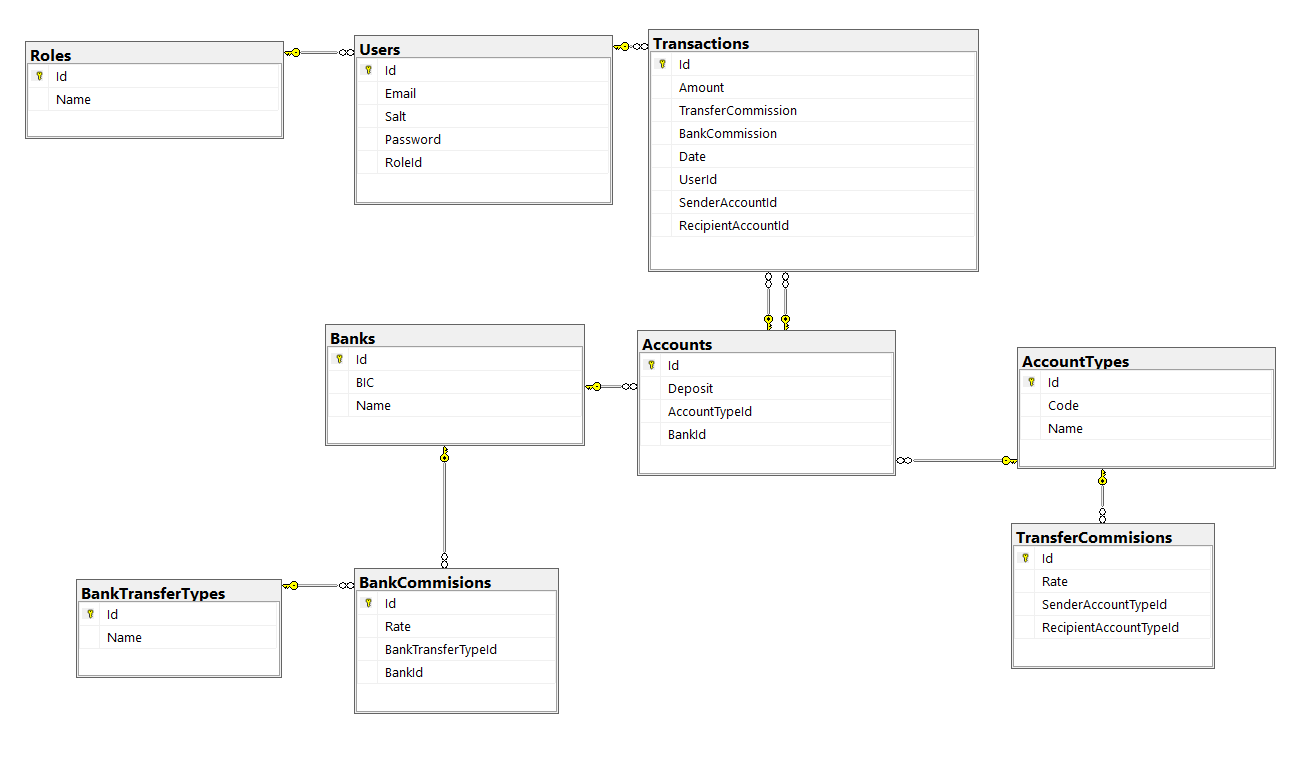 Roles
Id
Name
Users
Id
Email
Salt
Password
RoleId
Transactions
Id
Amount
TransferCommission
BankCommission
Date
UserId
SenderAccountId
RecipientAccountId
Banks
Id
BIC
Name
Accounts
Id
Deposit
AccountTypeId
BankId
AccountTypes
Id
Code
Name
BankTransferTypes
Id
Name
BankCommisions
Id
Rate
BankTransferTypeId
BankId
TransferCommisions
Id
Rate
SenderAccountTypeId
RecipientAccountTypeId